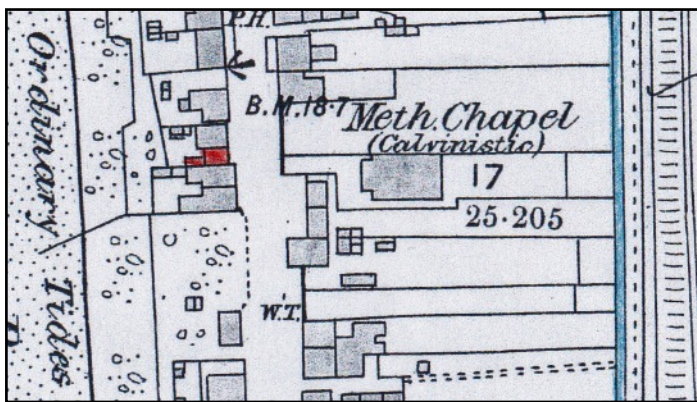 P.H.
B.M.18·7
Meth. Chapel
(Calvinistic)
17
25·205
W.T.
Ordinary Tides